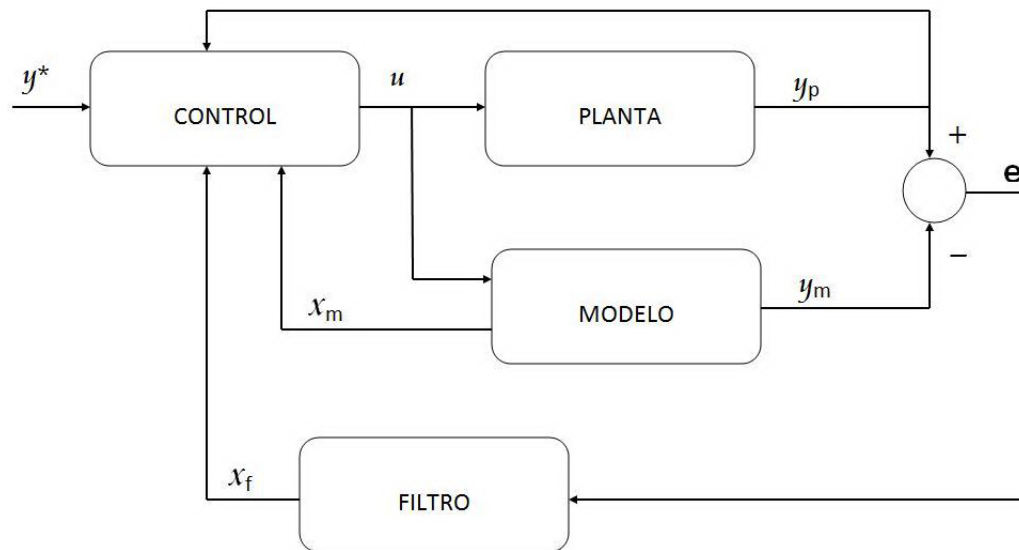 y*
CONTROL
u
PLANTA
yp
+
e
−
xm
MODELO
ym
xf
FILTRO